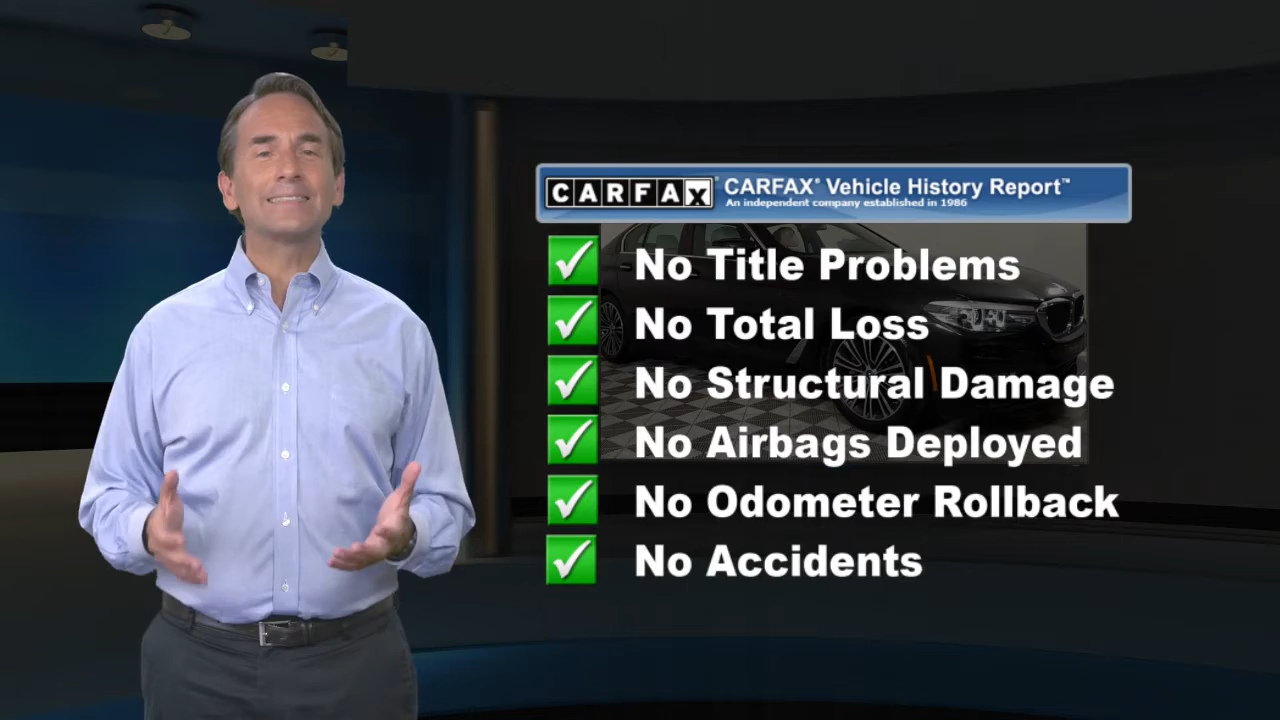 CARFAX® CARFAX® Vehicle History Report™
An independent company established in 1986
No Title Problems
No Total Loss
No Structural Damage
No Airbags Deployed
No Odometer Rollback
No Accidents